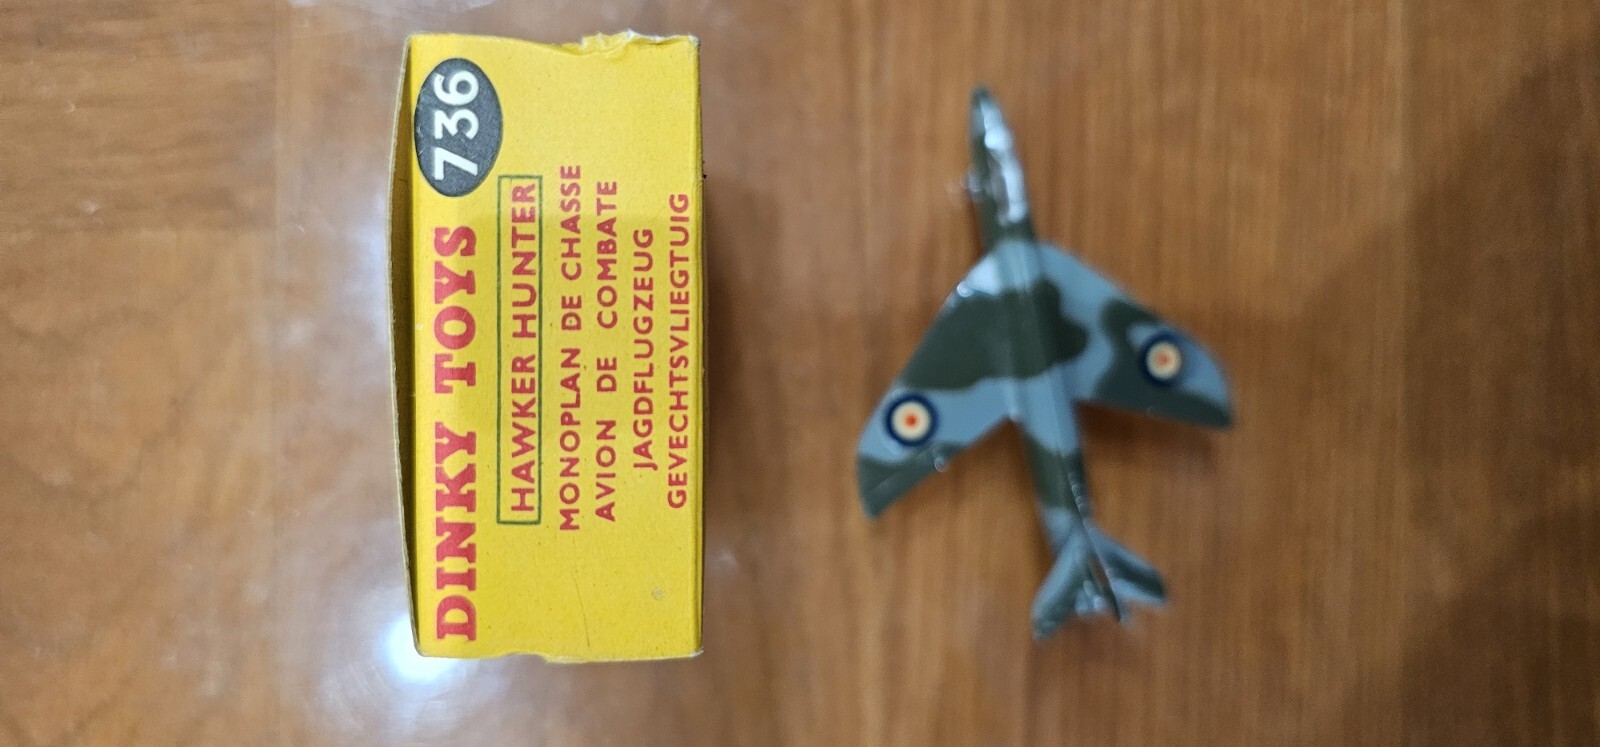 DINKY TOYS 736
HAWKER HUNTER
MONOPLAN DE CHASSE
AVION DE COMBATE
JAGDFLUGZEUG
GEVECHTSVLIEGTUIG